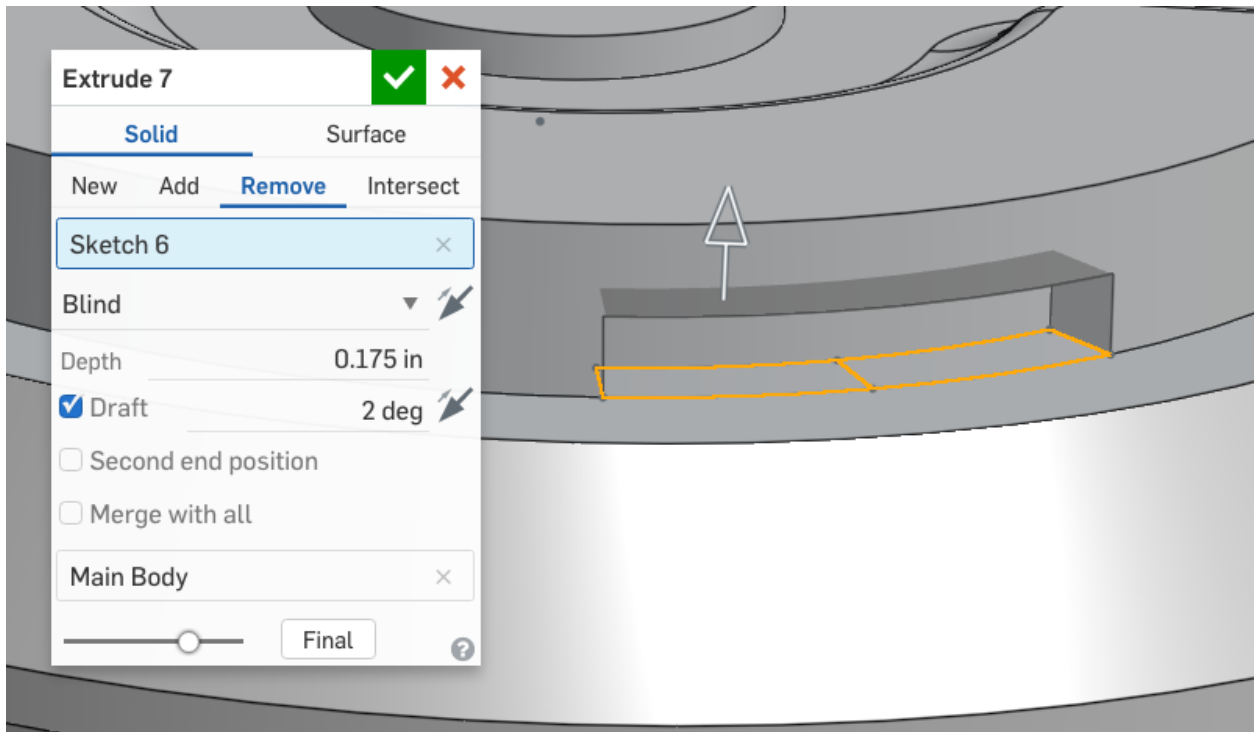 Extrude 7
Solid Surface
New Add Remove Intersect
Sketch 6
Blind
Depth 0.175 in
Draft 2 deg
Second end position
Merge with all
Main Body
Final ?